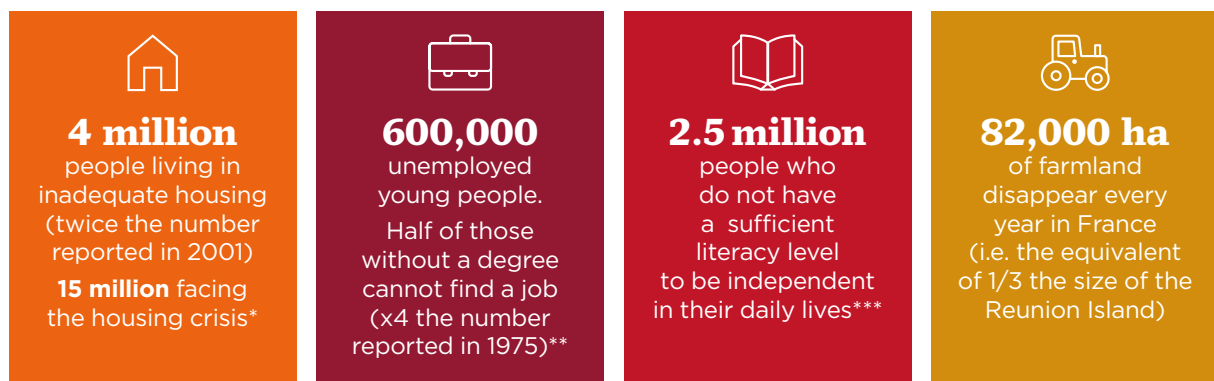 4 million
people living in
inadequate housing
(twice the number
reported in 2001)
15 million facing
the housing crisis*
600,000
unemployed
young people.
Half of those
without a degree
cannot find a job
(x4 the number
reported in 1975)**
2.5 million
people who
do not have
a sufficient
literacy level
to be independent
in their daily lives***
82,000 ha
of farmland
disappear every
year in France
(i.e. the equivalent
of 1/3 the size of the
Reunion Island)